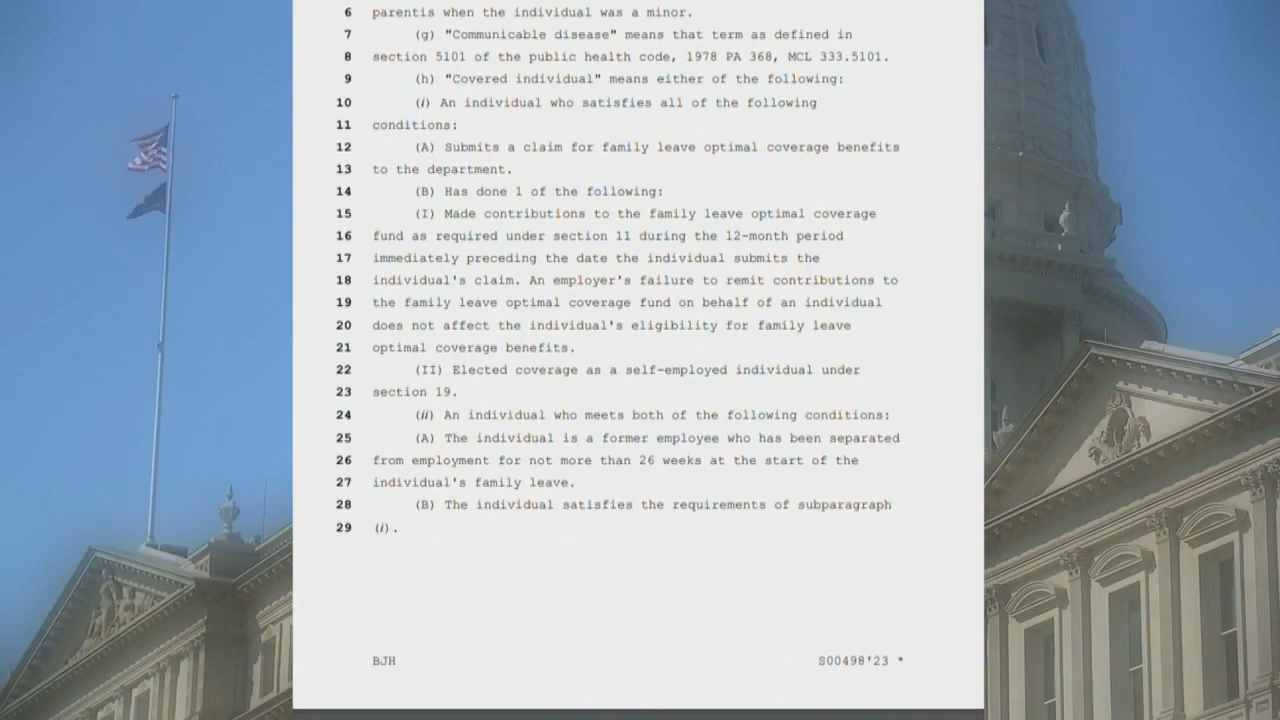 6 parentis when the individual was a minor.
7 (g) "Communicable disease" means that term as defined in
8 section 5101 of the public health code, 1978 PA 368, MCL 333.5101.
9 (h) "Covered individual" means either of the following:
10 (i) An individual who satisfies all of the following
11 conditions:
12 (A) Submits a claim for family leave optimal coverage benefits
13 to the department.
14 (B) Has done 1 of the following:
15 (I) Made contributions to the family leave optimal coverage
16 fund as required under section 11 during the 12-month period
17 immediately preceding the date the individual submits the
18 individual's claim. An employer's failure to remit contributions to
19 the family leave optimal coverage fund on behalf of an individual
20 does not affect the individual's eligibility for family leave
21 optimal coverage benefits.
22 (II) Elected coverage as a self-employed individual under
23 section 19.
24 (ii) An individual who meets both of the following conditions:
25 (A) The individual is a former employee who has been separated
26 from employment for not more than 26 weeks at the start of the
27 individual's family leave.
28 (B) The individual satisfies the requirements of subparagraph
29 (i).
BJH S00498'23 *